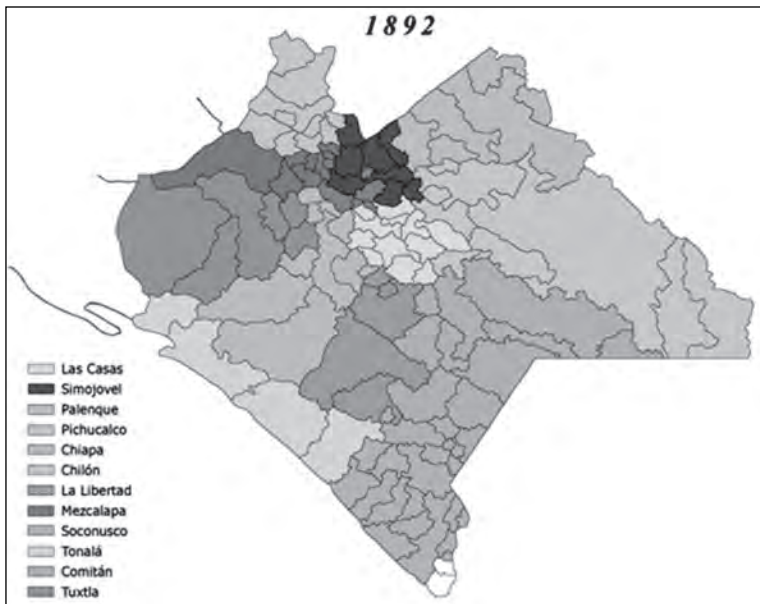 1892
Las Casas
Simojovel
Palenque
Pichucalco
Chiapa
Chilón
La Libertad
Mezcalapa
Soconusco
Tonalá
Comitán
Tuxtla